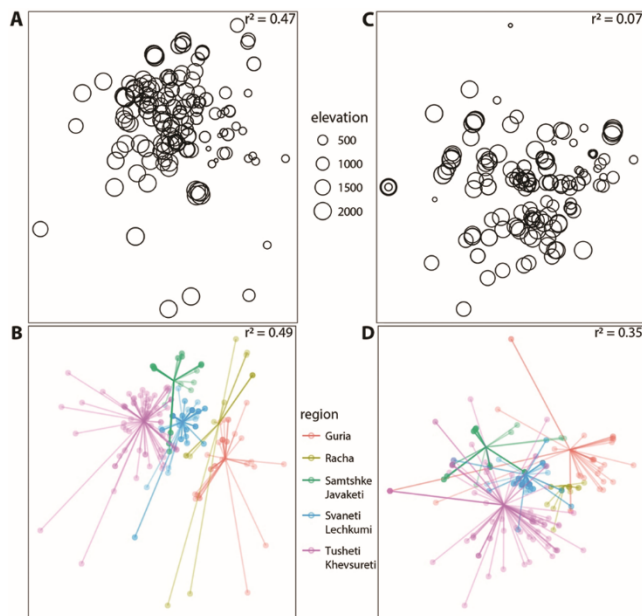 A
r² = 0.47
C
r² = 0.07
elevation
500
1000
1500
2000
B
r² = 0.49
D
r² = 0.35
region
Guria
Racha
Samtshke
Javaketi
Svaneti
Lechkumi
Tusheti
Khevsureti